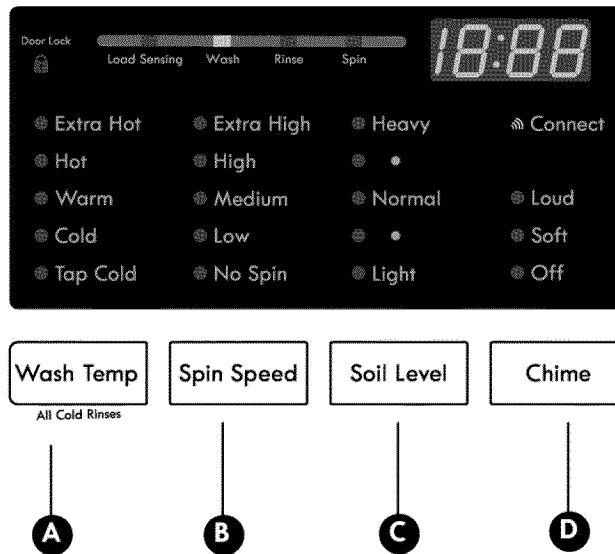 Door Lock
Load Sensing Wash Rinse Spin
18:88
Extra Hot Extra High Heavy Connect
Hot High
Warm Medium Normal Loud
Cold Low Soft
Tap Cold No Spin Light Off
Wash Temp Spin Speed Soil Level Chime
All Cold Rinses
A B C D